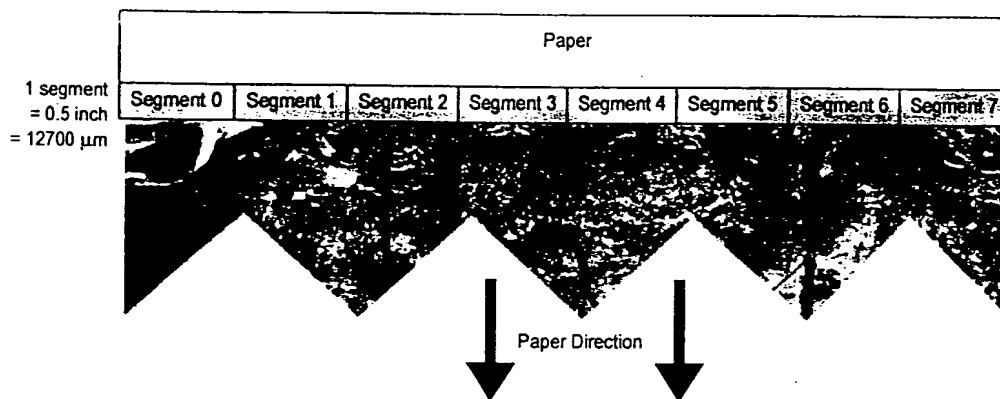 Paper
1 segment
= 0.5 inch
= 12700 μm
Segment 0 Segment 1 Segment 2 Segment 3 Segment 4 Segment 5 Segment 6 Segment 7
Paper Direction